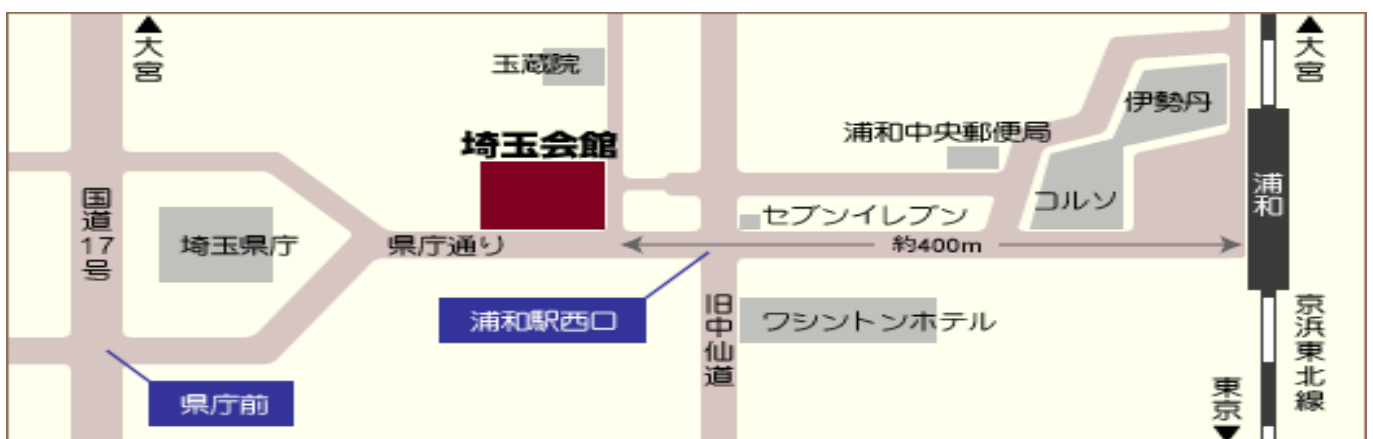 ▲大宮
玉蔵院
▲大宮
伊勢丹
浦和中央郵便局
埼玉会館
浦和
国道17号
コルソ
セブンイレブン
埼玉県庁
県庁通り
約400m
浦和駅西口
旧中仙道
ワシントンホテル
京浜東北線
県庁前
東京▼